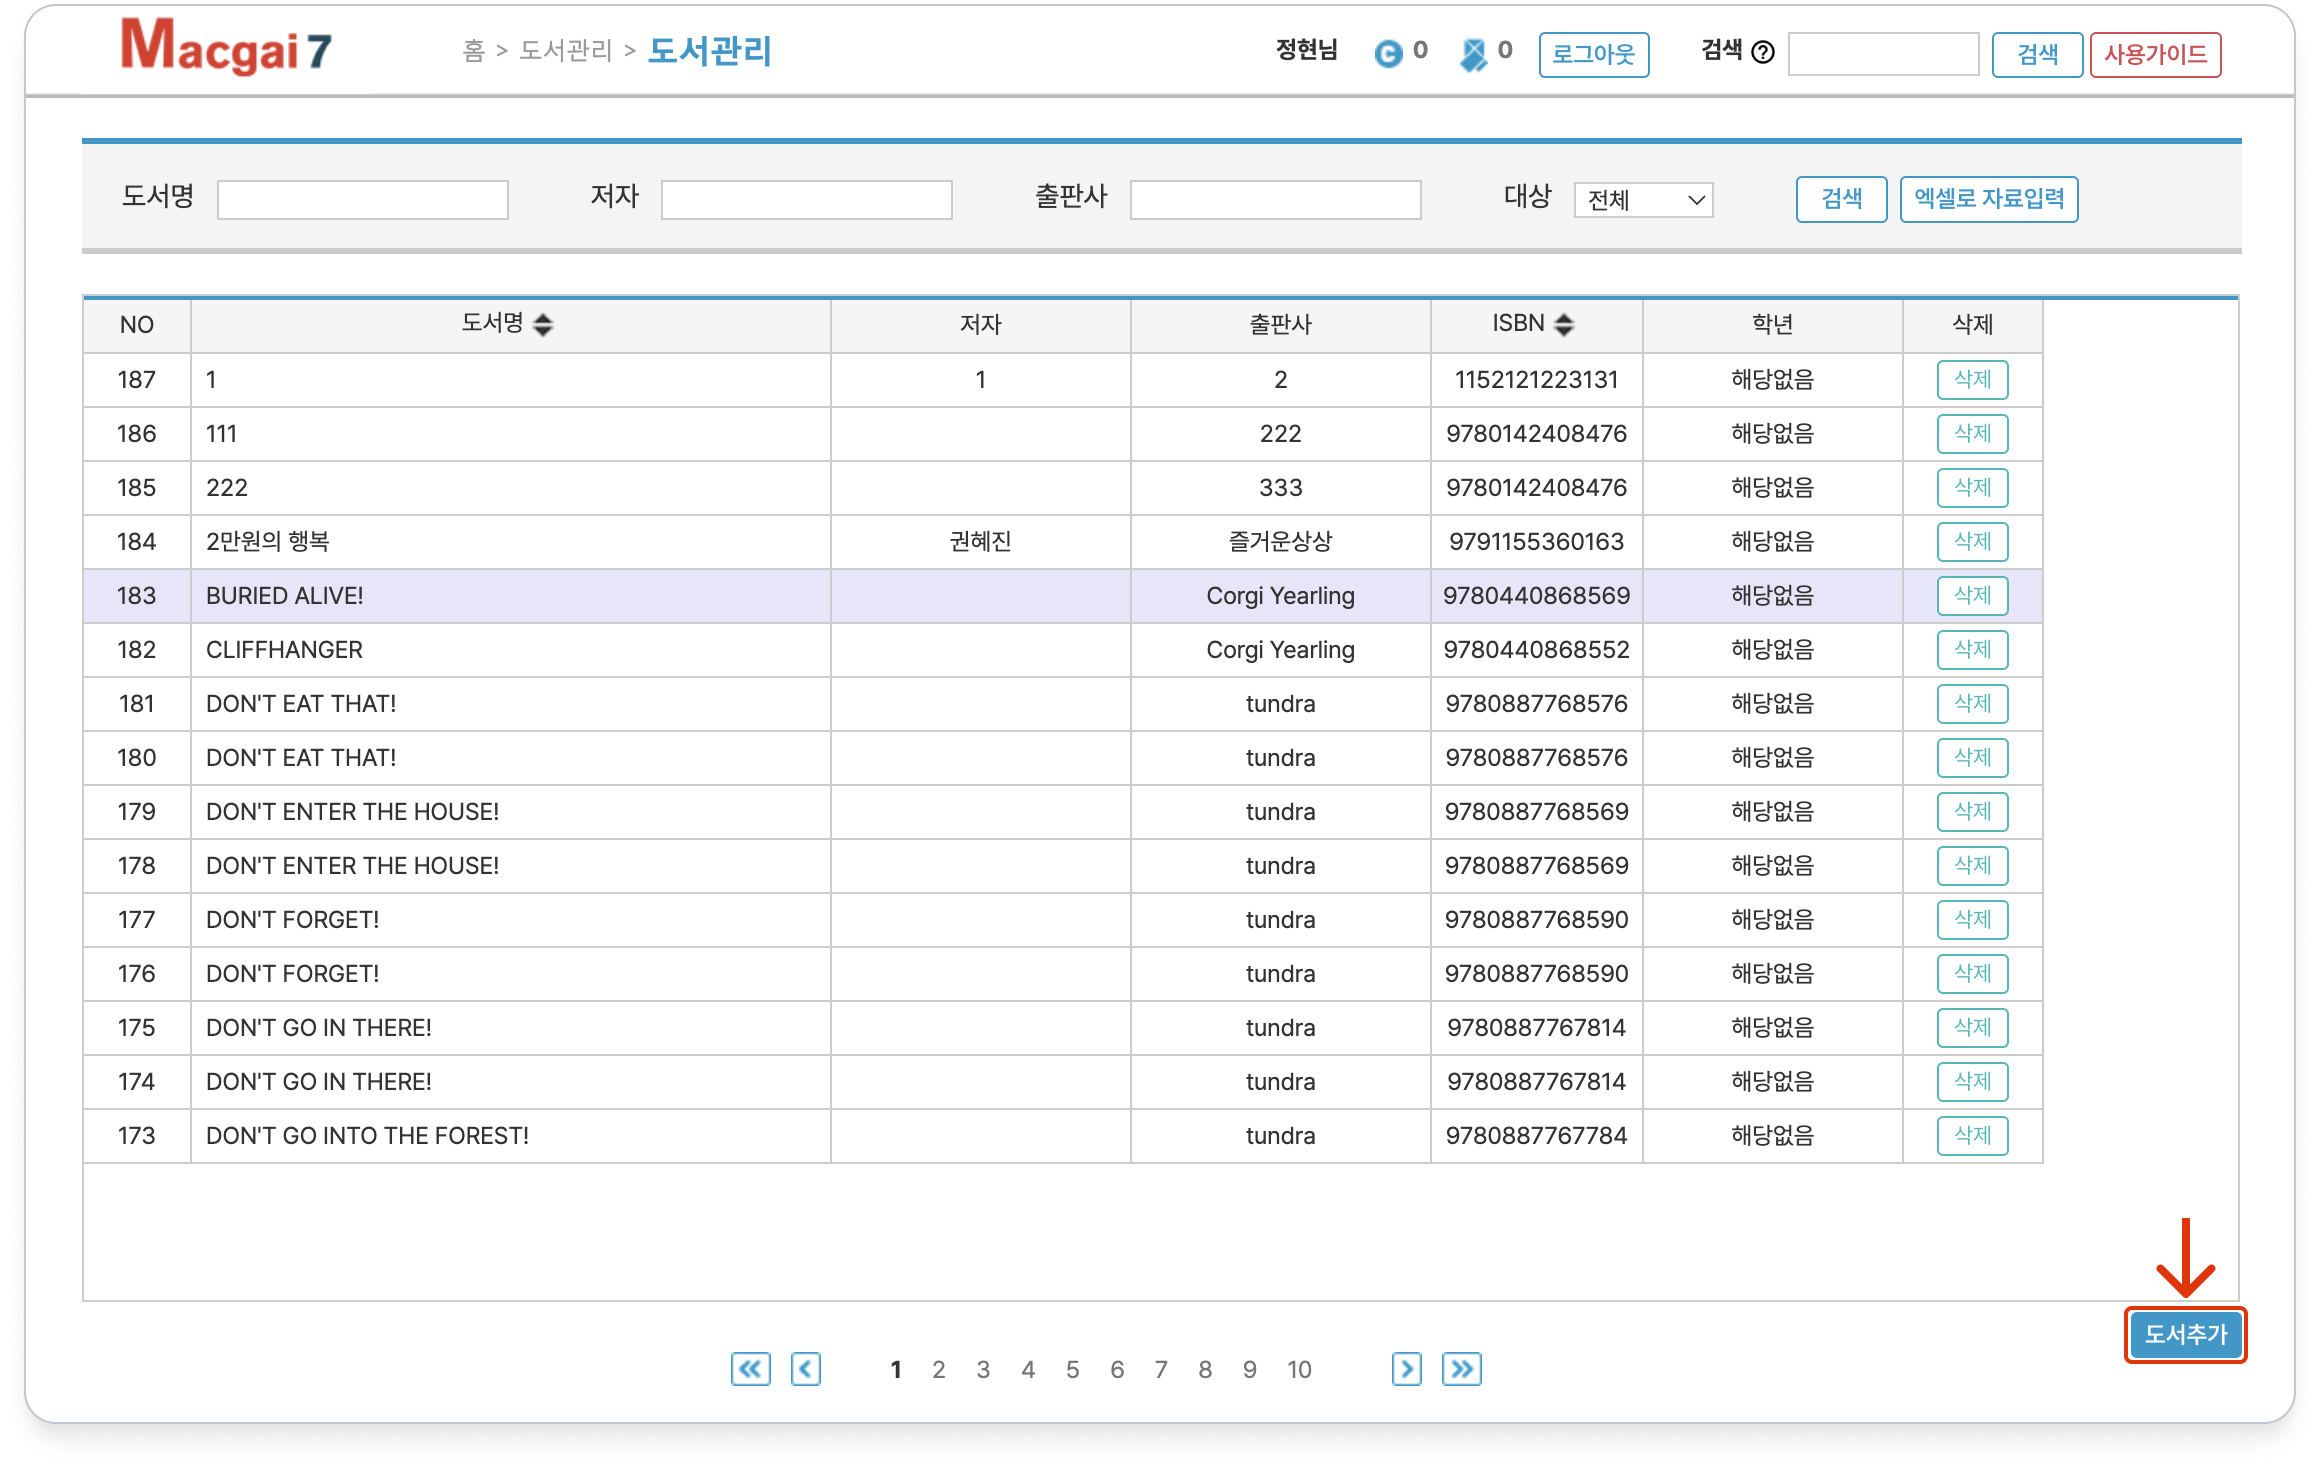 Macgai 7
홈 > 도서관리 > 도서관리
정현님 C 0 0 로그아웃 검색 ? 검색 사용가이드
도서명 저자 출판사 대상 전체 검색 엑셀로 자료입력
NO 도서명 저자 출판사 ISBN 학년 삭제
187 1 1 2 1152121223131 해당없음 삭제
186 111 222 9780142408476 해당없음 삭제
185 222 333 9780142408476 해당없음 삭제
184 2만원의 행복 권혜진 즐거운상상 9791155360163 해당없음 삭제
183 BURIED ALIVE! Corgi Yearling 9780440868569 해당없음 삭제
182 CLIFFHANGER Corgi Yearling 9780440868552 해당없음 삭제
181 DON'T EAT THAT! tundra 9780887768576 해당없음 삭제
180 DON'T EAT THAT! tundra 9780887768576 해당없음 삭제
179 DON'T ENTER THE HOUSE! tundra 9780887768569 해당없음 삭제
178 DON'T ENTER THE HOUSE! tundra 9780887768569 해당없음 삭제
177 DON'T FORGET! tundra 9780887768590 해당없음 삭제
176 DON'T FORGET! tundra 9780887768590 해당없음 삭제
175 DON'T GO IN THERE! tundra 9780887767814 해당없음 삭제
174 DON'T GO IN THERE! tundra 9780887767814 해당없음 삭제
173 DON'T GO INTO THE FOREST! tundra 9780887767784 해당없음 삭제
도서추가
1 2 3 4 5 6 7 8 9 10